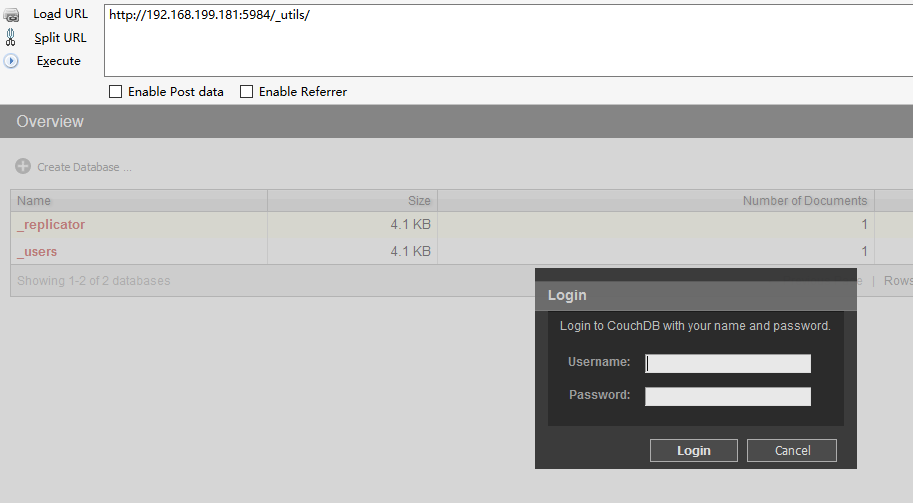 Load URL
http://192.168.199.181:5984/_utils/
Split URL
Execute
Enable Post data Enable Referrer
Overview
Create Database ...
Name Size Number of Documents
_replicator 4.1 KB 1
_users 4.1 KB 1
Showing 1-2 of 2 databases | Rows
Login
Login to CouchDB with your name and password.
Username:
Password:
Login Cancel